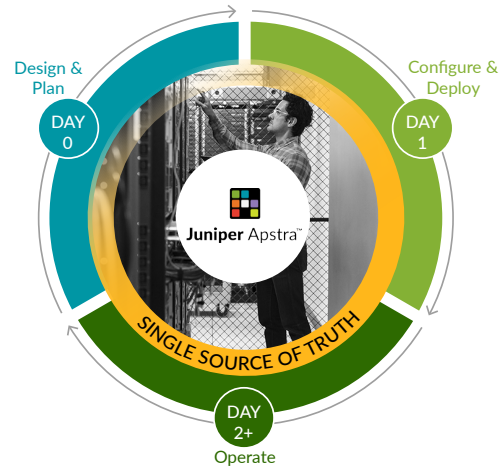 Design &
Plan
DAY
0
Configure &
Deploy
DAY
1
Juniper Apstra™
SINGLE SOURCE OF TRUTH
DAY
2+
Operate